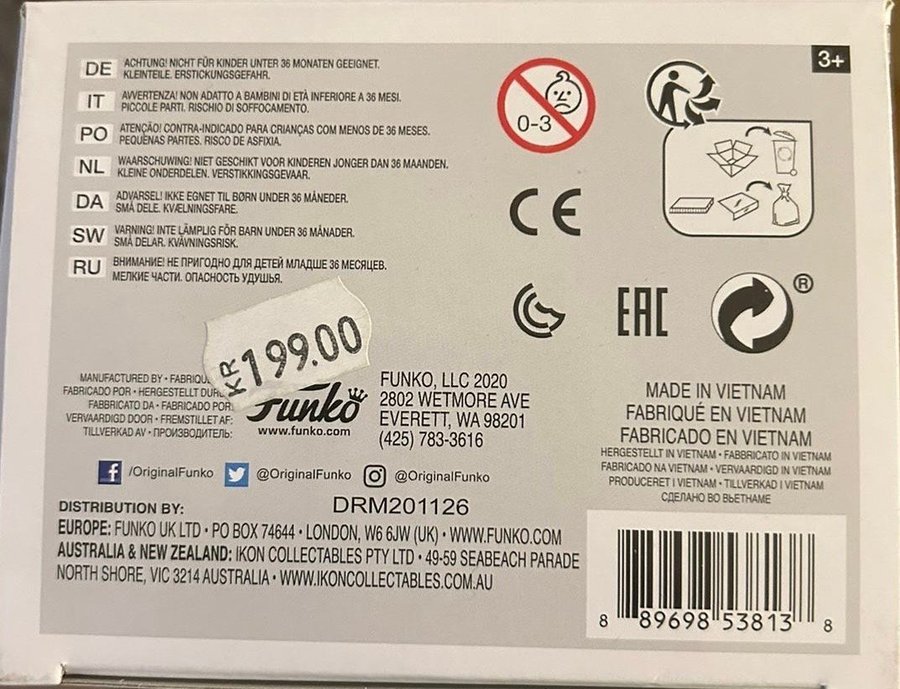 DE ACHTUNG! NICHT FÜR KINDER UNTER 36 MONATEN GEEIGNET.
KLEINTEILE. ERSTICKUNGSGEFAHR.
IT AVVERTENZA! NON ADATTO A BAMBINI DI ETÀ INFERIORE A 36 MESI.
PICCOLE PARTI. RISCHIO DI SOFFOCAMENTO.
PO ATENÇÃO! CONTRA-INDICADO PARA CRIANÇAS COM MENOS DE 36 MESES.
PEQUENAS PARTES. RISCO DE ASFIXIA.
NL WAARSCHUWING! NIET GESCHIKT VOOR KINDEREN JONGER DAN 36 MAANDEN.
KLEINE ONDERDELEN. VERSTIKKINGSGEVAAR.
DA ADVARSEL! IKKE EGNET TIL BØRN UNDER 36 MÅNEDER.
SMÅ DELE. KVÆLNINGSFARE.
SW VARNING! INTE LÄMPLIG FÖR BARN UNDER 36 MÅNADER.
SMÅ DELAR. KVÄVNINGSRISK.
RU ВНИМАНИЕ! НЕ ПРИГОДНО ДЛЯ ДЕТЕЙ МЛАДШЕ 36 МЕСЯЦЕВ.
МЕЛКИЕ ЧАСТИ. ОПАСНОСТЬ УДУШЬЯ.
3+
0-3
CE
EAC
®
KR 199.00
MANUFACTURED BY •
FABRICADO POR • HERGESTELLT
FABBRICATO DA • FABRICADO POR:
VERVAARDIGD DOOR • FREMSTILLET AF:
TILLVERKAD AV • ПРОИЗВОДИТЕЛЬ:
Funko
www.funko.com
FUNKO, LLC 2020
2802 WETMORE AVE
EVERETT, WA 98201
(425) 783-3616
MADE IN VIETNAM
FABRIQUÉ EN VIETNAM
FABRICADO EN VIETNAM
HERGESTELLT IN VIETNAM • FABBRICATO IN VIETNAM
FABRICADO NA VIETNAM • VERVAARDIGD IN VIETNAM
PRODUCERET I VIETNAM • TILLVERKAD I VIETNAM
СДЕЛАНО ВО ВЬЕТНАМЕ
f /OriginalFunko @OriginalFunko @OriginalFunko
DRM201126
DISTRIBUTION BY:
EUROPE: FUNKO UK LTD • PO BOX 74644 • LONDON, W6 6JW (UK) • WWW.FUNKO.COM
AUSTRALIA & NEW ZEALAND: IKON COLLECTABLES PTY LTD • 49-59 SEABEACH PARADE
NORTH SHORE, VIC 3214 AUSTRALIA • WWW.IKONCOLLECTABLES.COM.AU
8 89698 53813 8